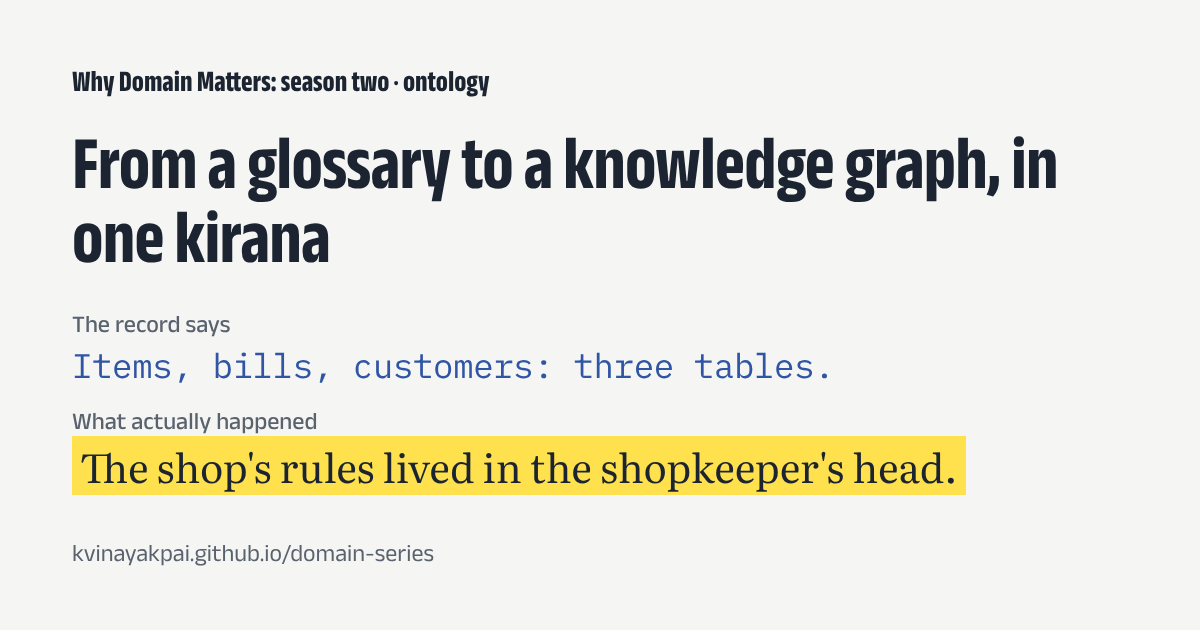 Why Domain Matters: season two · ontology
From a glossary to a knowledge graph, in
one kirana
The record says
Items, bills, customers: three tables.
What actually happened
The shop's rules lived in the shopkeeper's head.
kvinayakpai.github.io/domain-series